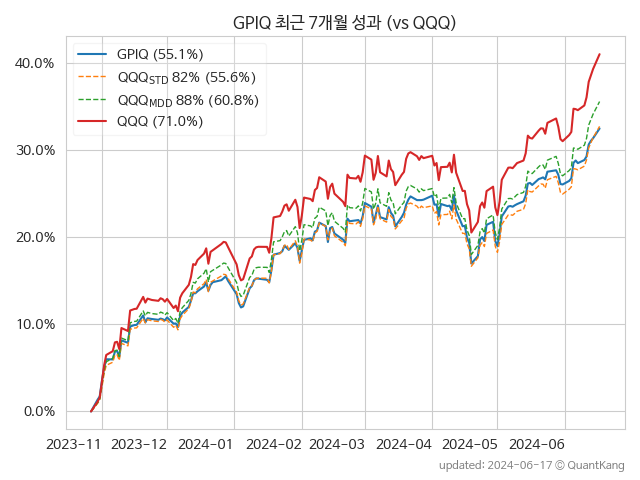 GPIQ 최근 7개월 성과 (vs QQQ)
GPIQ (55.1%)
QQQSTD 82% (55.6%)
QQQMDD 88% (60.8%)
QQQ (71.0%)
40.0%
30.0%
20.0%
10.0%
0.0%
2023−11 2023−12 2024−01 2024−02 2024−03 2024−04 2024−05 2024−06
updated: 2024-06-17 © QuantKang